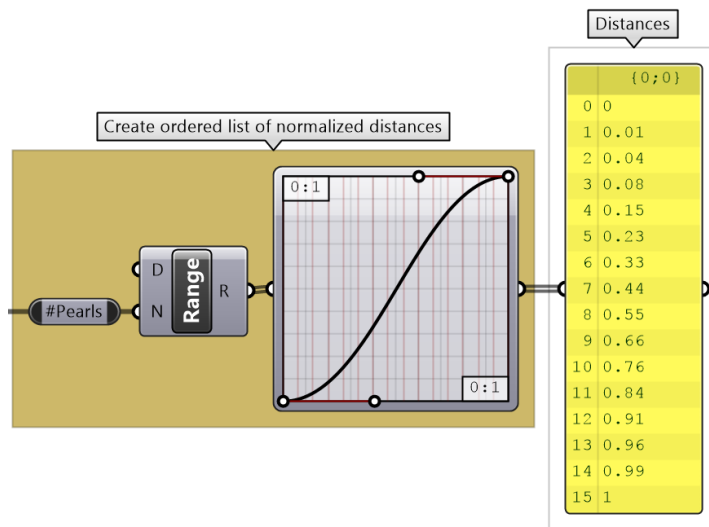 Distances
{0;0}
0 0
1 0.01
2 0.04
3 0.08
4 0.15
5 0.23
6 0.33
7 0.44
8 0.55
9 0.66
10 0.76
11 0.84
12 0.91
13 0.96
14 0.99
15 1
Create ordered list of normalized distances
#Pearls
D
N
Range
R
0:1
0:1